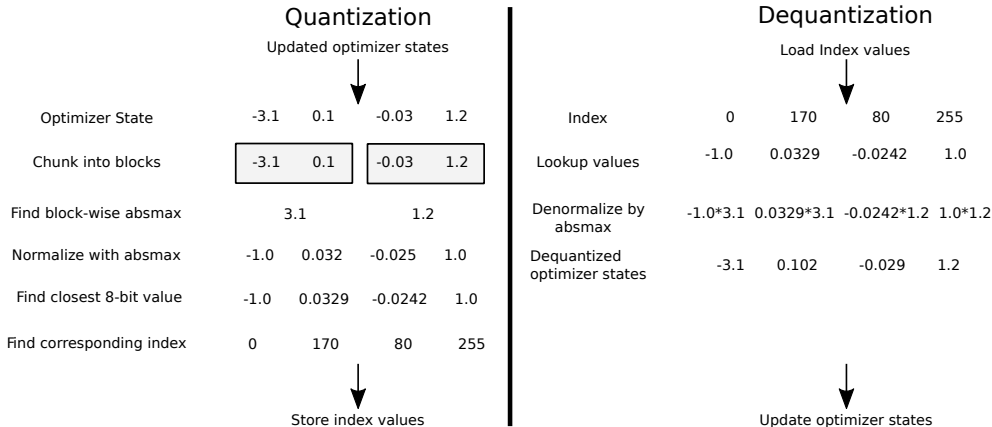 Quantization
Updated optimizer states
Optimizer State -3.1 0.1 -0.03 1.2
Chunk into blocks -3.1 0.1 -0.03 1.2
Find block-wise absmax 3.1 1.2
Normalize with absmax -1.0 0.032 -0.025 1.0
Find closest 8-bit value -1.0 0.0329 -0.0242 1.0
Find corresponding index 0 170 80 255
Store index values
Dequantization
Load Index values
Index 0 170 80 255
Lookup values -1.0 0.0329 -0.0242 1.0
Denormalize by
absmax
-1.0*3.1 0.0329*3.1 -0.0242*1.2 1.0*1.2
Dequantized
optimizer states
-3.1 0.102 -0.029 1.2
Update optimizer states